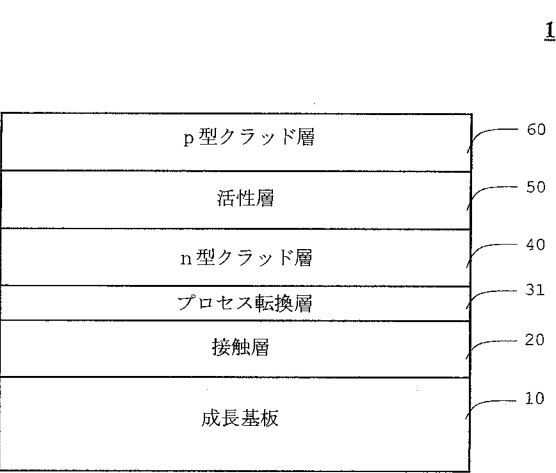 1
p型クラッド層 60
活性層 50
n型クラッド層 40
プロセス転換層 31
接触層 20
成長基板 10